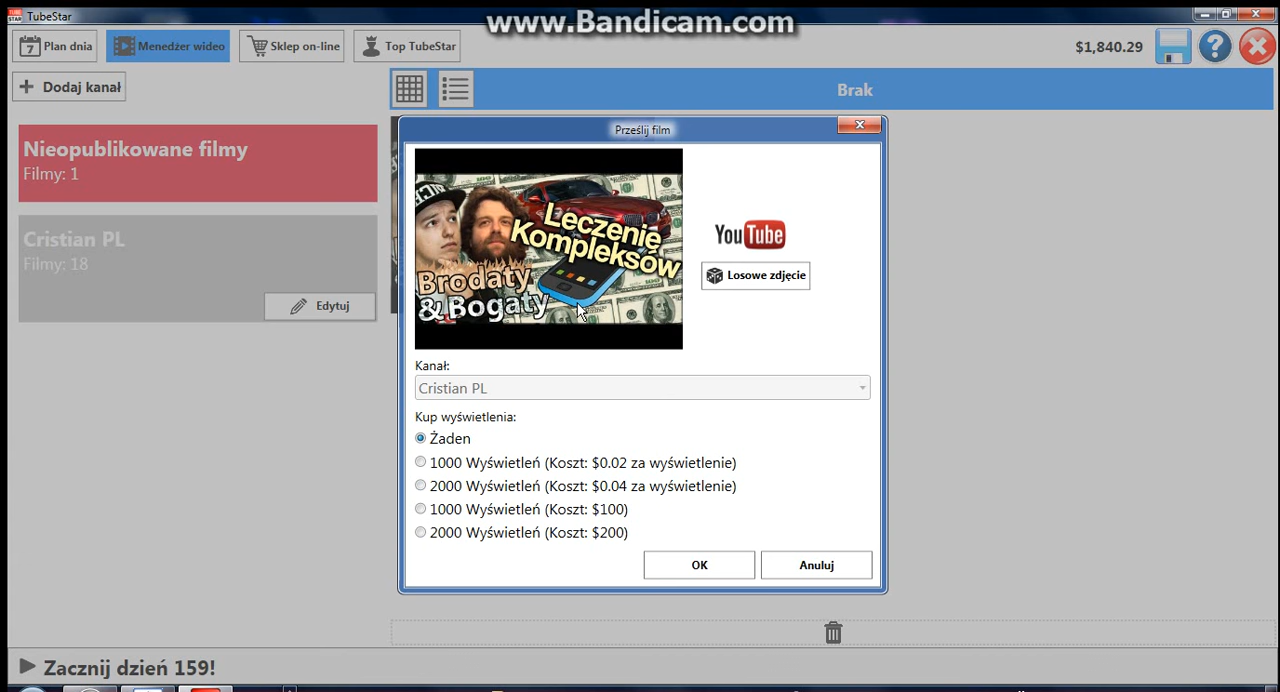 TUBE STAR TubeStar
www.Bandicam.com
7 Plan dnia
Menedżer wideo
Sklep on-line
Top TubeStar
$1,840.29
?
+ Dodaj kanał
Brak
Nieopublikowane filmy
Filmy: 1
Cristian PL
Filmy: 18
Edytuj
Prześlij film
Leczenie
Kompleksów
Brodaty
& Bogaty
YouTube
Losowe zdjęcie
Kanał:
Cristian PL
Kup wyświetlenia:
Żaden
1000 Wyświetleń (Koszt: $0.02 za wyświetlenie)
2000 Wyświetleń (Koszt: $0.04 za wyświetlenie)
1000 Wyświetleń (Koszt: $100)
2000 Wyświetleń (Koszt: $200)
OK
Anuluj
Zacznij dzień 159!